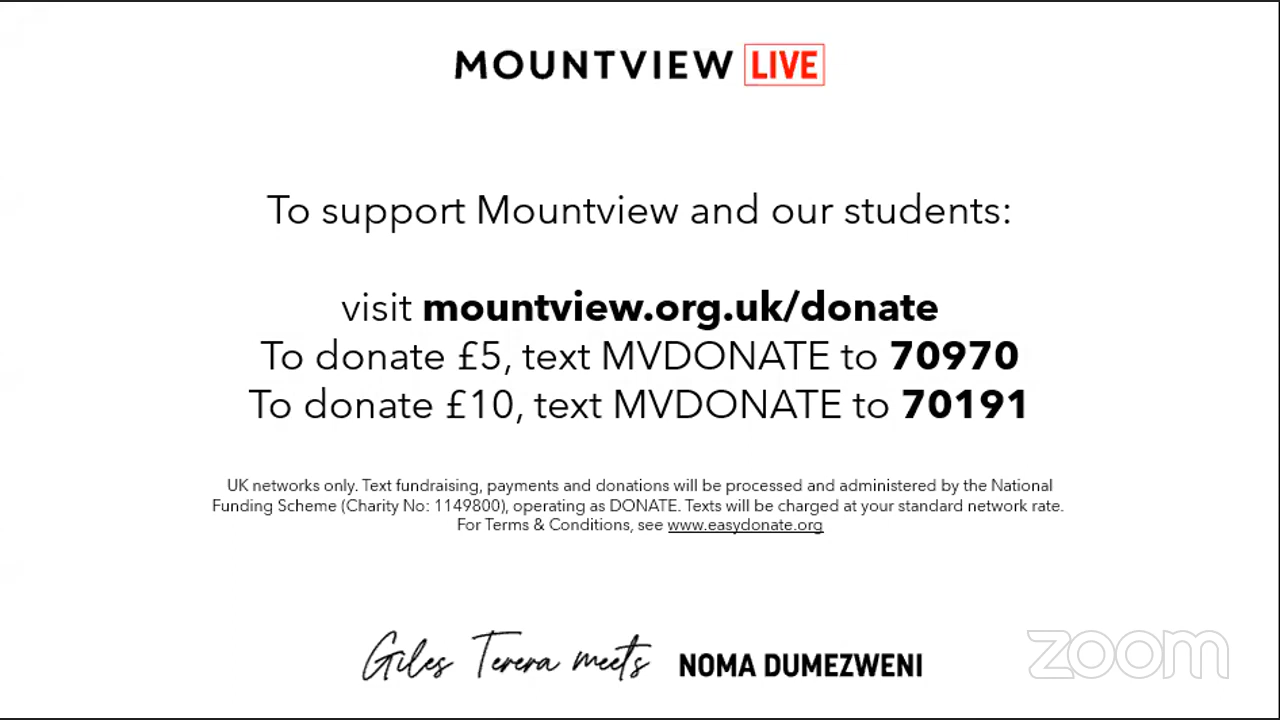 MOUNTVIEW LIVE
To support Mountview and our students:
visit mountview.org.uk/donate
To donate £5, text MVDONATE to 70970
To donate £10, text MVDONATE to 70191
UK networks only. Text fundraising, payments and donations will be processed and administered by the National
Funding Scheme (Charity No: 1149800), operating as DONATE. Texts will be charged at your standard network rate.
For Terms & Conditions, see www.easydonate.org
Giles Terera meets NOMA DUMEZWENI
zoom